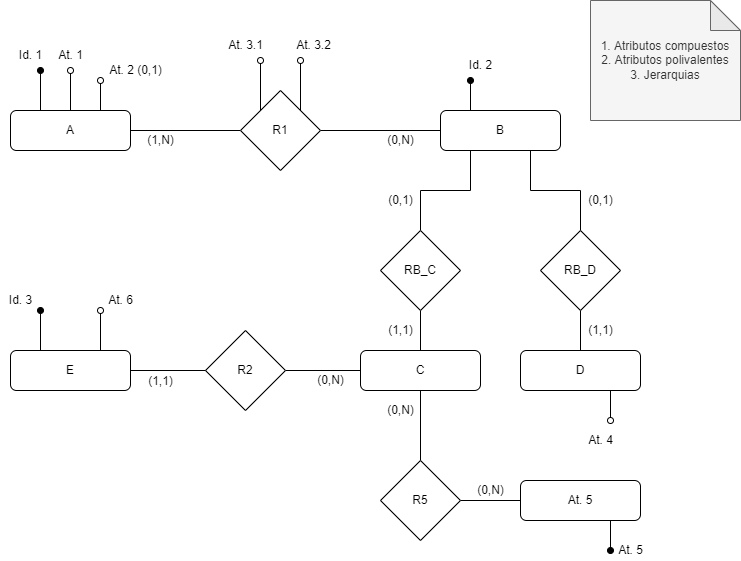 1. Atributos compuestos
2. Atributos polivalentes
3. Jerarquias
Id. 1
At. 1
At. 2 (0,1)
At. 3.1
At. 3.2
Id. 2
A
(1,N)
R1
(0,N)
B
(0,1)
(0,1)
RB_C
RB_D
(1,1)
(1,1)
Id. 3
At. 6
E
(1,1)
R2
(0,N)
C
D
(0,N)
At. 4
R5
(0,N)
At. 5
At. 5